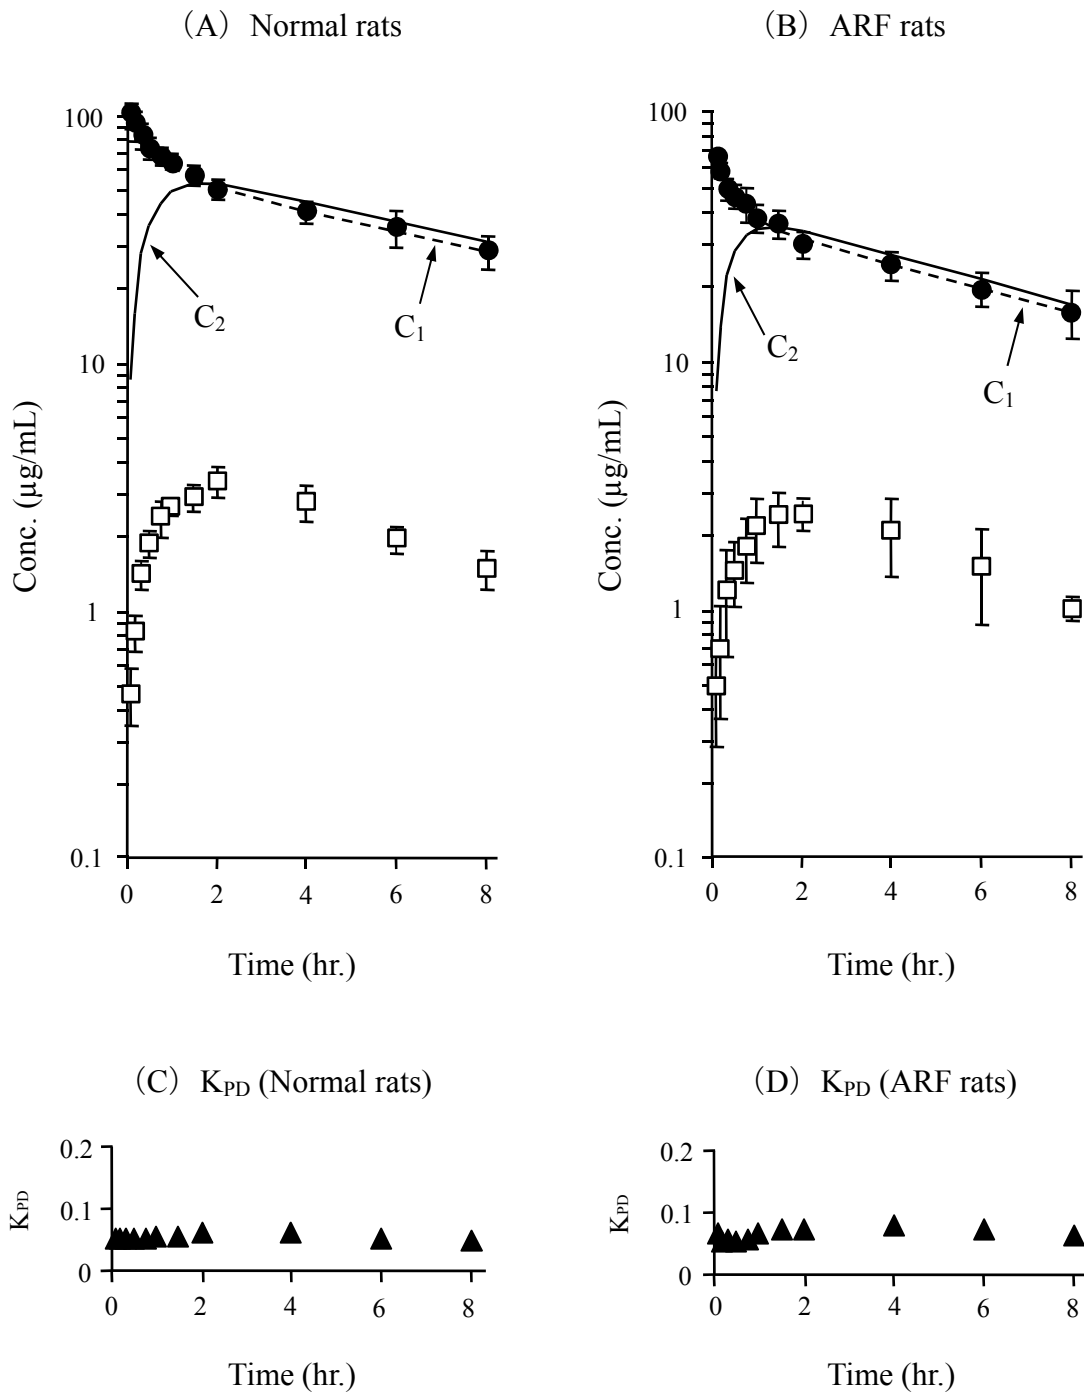 (A) Normal rats
(B) ARF rats
Conc. (µg/mL)
100
10
1
0.1
C2
C1
0 2 4 6 8
Time (hr.)
Conc. (µg/mL)
100
10
1
0.1
C2
C1
0 2 4 6 8
Time (hr.)
(C) KPD (Normal rats)
(D) KPD (ARF rats)
KPD
0.2
0.1
0
0 2 4 6 8
Time (hr.)
KPD
0.2
0.1
0
0 2 4 6 8
Time (hr.)